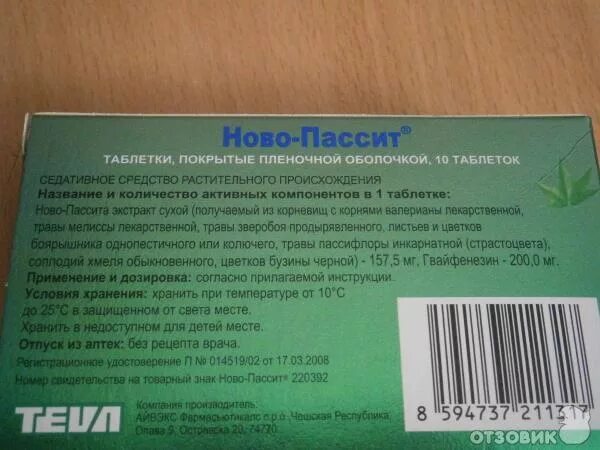 Ново-Пассит®
ТАБЛЕТКИ, ПОКРЫТЫЕ ПЛЕНОЧНОЙ ОБОЛОЧКОЙ, 10 ТАБЛЕТОК
СЕДАТИВНОЕ СРЕДСТВО РАСТИТЕЛЬНОГО ПРОИСХОЖДЕНИЯ
Название и количество активных компонентов в 1 таблетке:
Ново-Пассита экстракт сухой (получаемый из корневищ с корнями валерианы лекарственной,
травы мелиссы лекарственной, травы зверобоя продырявленного, листьев и цветков
боярышника однопестичного или колючего, травы пассифлоры инкарнатной (страстоцвета),
соплодий хмеля обыкновенного, цветков бузины черной) - 157,5 мг, Гвайфенезин - 200,0 мг.
Применение и дозировка: согласно прилагаемой инструкции.
Условия хранения: хранить при температуре от 10°С
до 25°С в защищенном от света месте.
Хранить в недоступном для детей месте.
Отпуск из аптек: без рецепта врача.
Регистрационное удостоверение П № 014519/02 от 17.03.2008
Номер свидетельства на товарный знак Ново-Пассит® 220392
TEVA
Компания производитель:
АЙВЭКС Фармасьютикалс с.р.о., Чешская Республика
Опава 9, Остравска 29, 74770
8 594737 211317
ОТЗОВИК